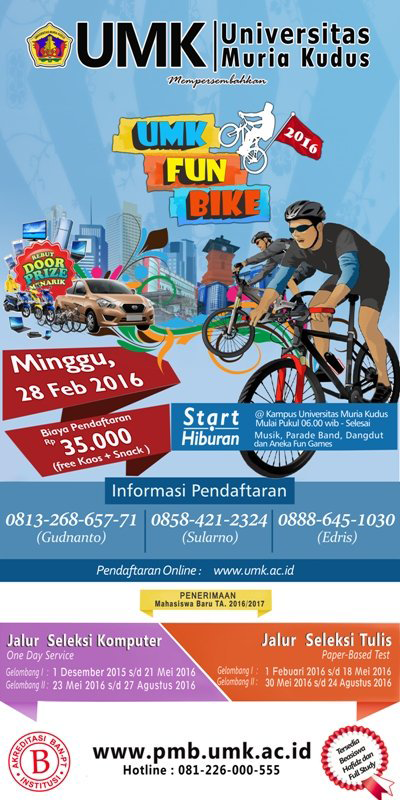 UMK
Universitas
Muria Kudus
Mempersembahkan
UMK
FUN
BIKE
2016
REBUT
DOOR
PRIZE
MENARIK
Minggu,
28 Feb 2016
Biaya Pendaftaran
Rp 35.000
(free Kaos + Snack )
Start
Hiburan
@ Kampus Universitas Muria Kudus
Mulai Pukul 06.00 wib - Selesai
Musik, Parade Band, Dangdut
dan Aneka Fun Games
Informasi Pendaftaran
0813-268-657-71
(Gudnanto)
0858-421-2324
(Sularno)
0888-645-1030
(Edris)
Pendaftaran Online : www.umk.ac.id
PENERIMAAN
Mahasiswa Baru TA. 2016/2017
Jalur Seleksi Komputer
One Day Service
Gelombang I : 1 Desember 2015 s/d 21 Mei 2016
Gelombang II : 23 Mei 2016 s/d 27 Agustus 2016
Jalur Seleksi Tulis
Paper-Based Test
Gelombang I : 1 Febuari 2016 s/d 18 Mei 2016
Gelombang II : 30 Mei 2016 s/d 24 Agustus 2016
AKREDITASI BAN-PT
B
INSTITUSI
www.pmb.umk.ac.id
Hotline : 081-226-000-555
Tersedia
Beasiswa
Hafidz dan
Full Study